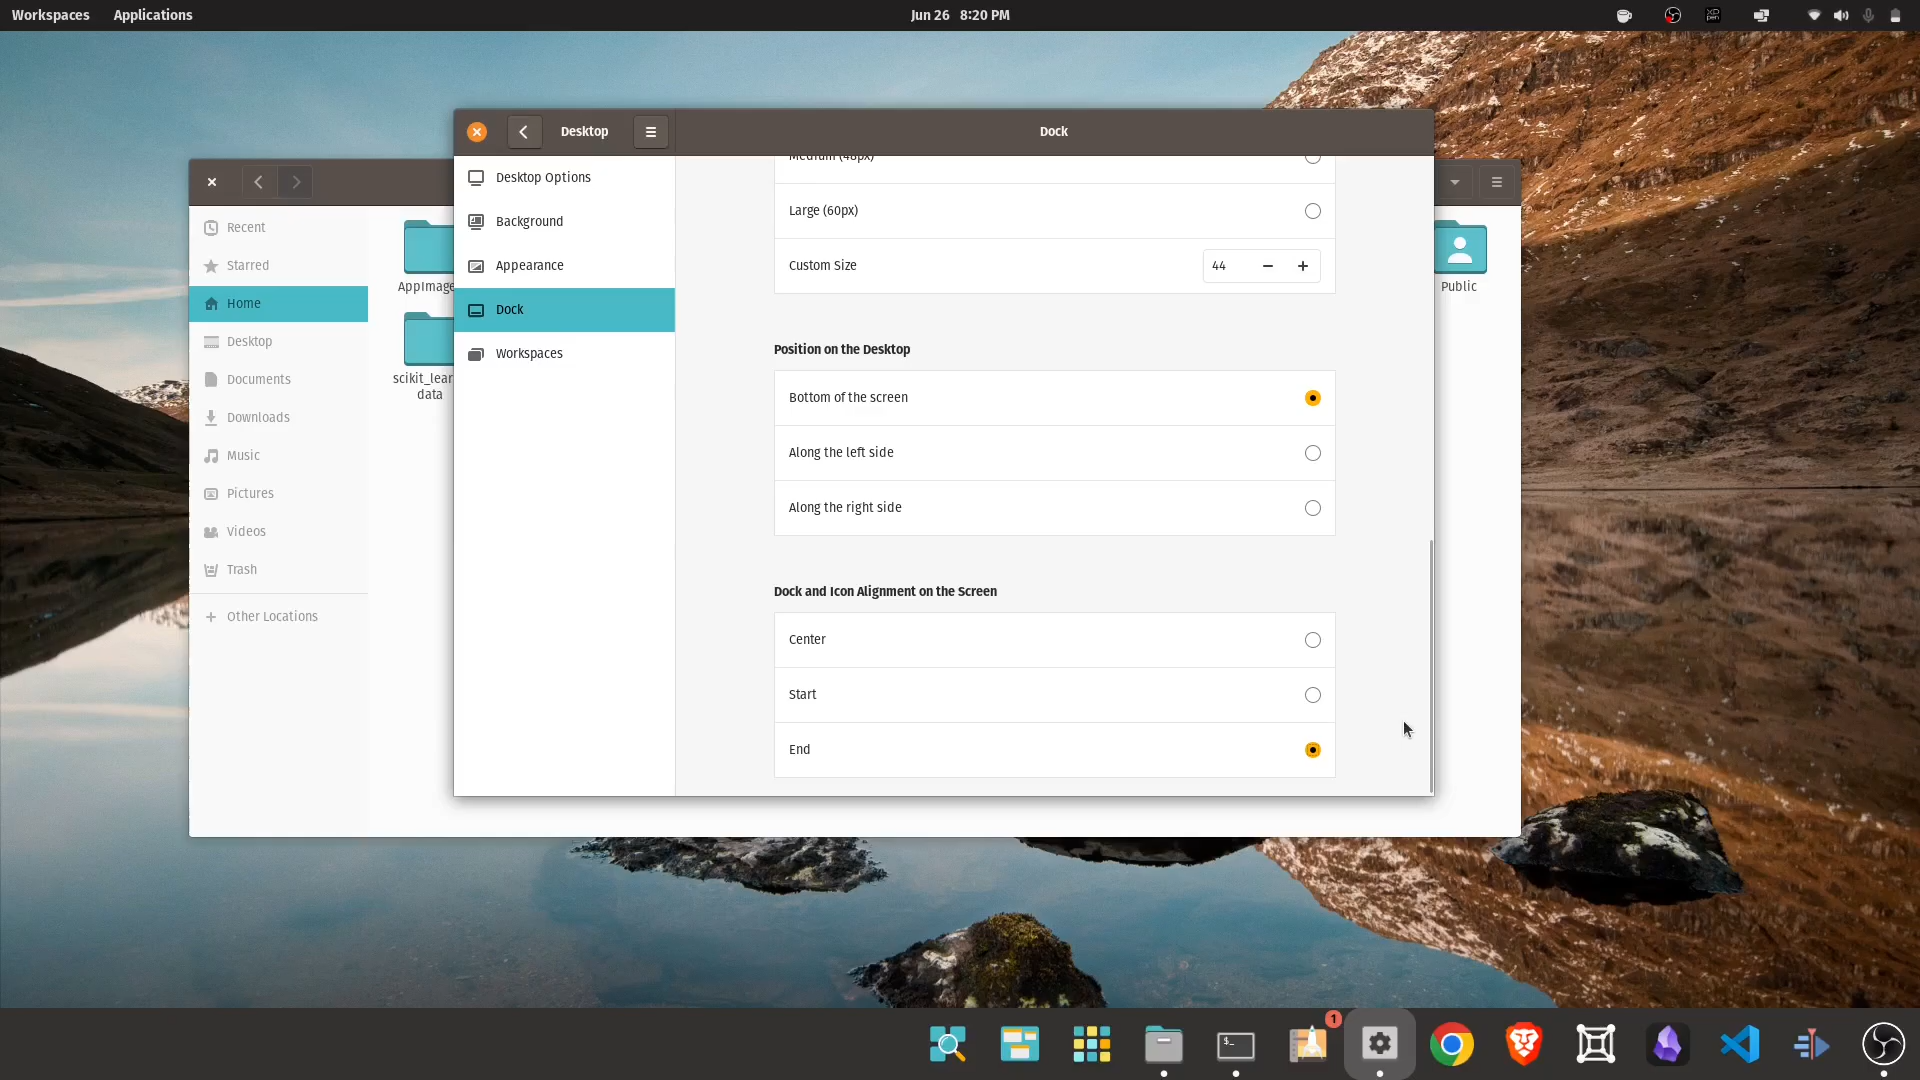 Workspaces Applications Jun 26 8:20 PM
Desktop Dock
Recent
Starred
Home
Desktop
Documents
Downloads
Music
Pictures
Videos
Trash
Other Locations
AppImage
scikit_lear
data
Public
Desktop Options
Background
Appearance
Dock
Workspaces
Medium (48px)
Large (60px)
Custom Size 44
Position on the Desktop
Bottom of the screen
Along the left side
Along the right side
Dock and Icon Alignment on the Screen
Center
Start
End
$_
1